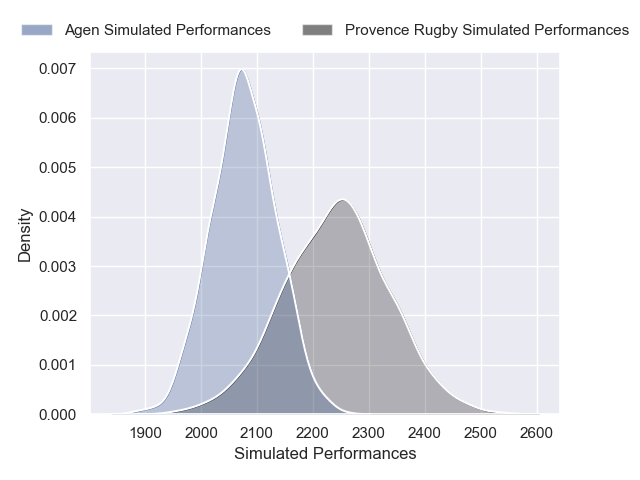 Agen Simulated Performances Provence Rugby Simulated Performances
0.007
0.006
0.005
0.004
0.003
0.002
0.001
0.000
Density
1900 2000 2100 2200 2300 2400 2500 2600
Simulated Performances